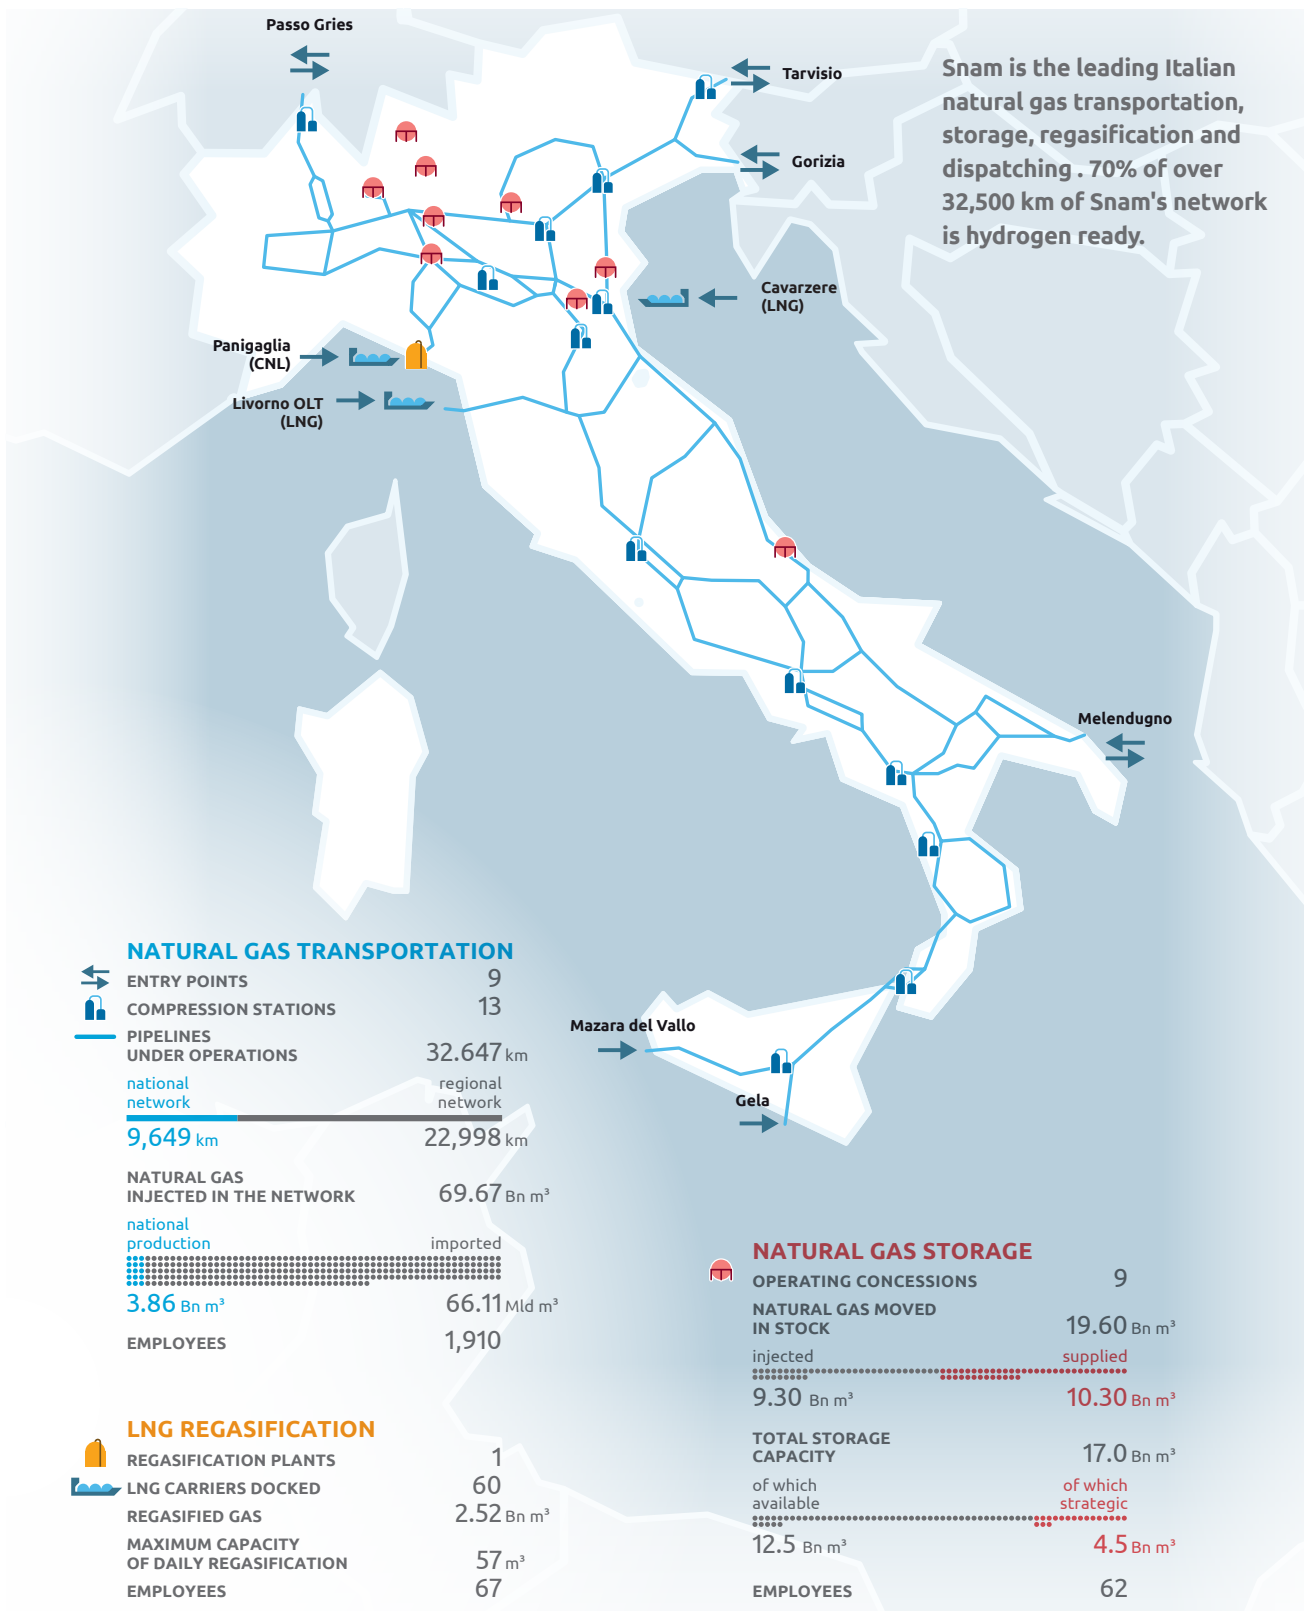 Passo Gries
Tarvisio
Gorizia
Snam is the leading Italian
natural gas transportation,
storage, regasification and
dispatching . 70% of over
32,500 km of Snam's network
is hydrogen ready.
Cavarzere
(LNG)
Panigaglia
(CNL)
Livorno OLT
(LNG)
Melendugno
Mazara del Vallo
Gela
NATURAL GAS TRANSPORTATION
ENTRY POINTS 9
COMPRESSION STATIONS 13
PIPELINES
UNDER OPERATIONS 32.647 km
national regional
network network
9,649 km 22,998 km
NATURAL GAS
INJECTED IN THE NETWORK 69.67 Bn m³
national
production imported
3.86 Bn m³ 66.11 Mld m³
EMPLOYEES 1,910
LNG REGASIFICATION
REGASIFICATION PLANTS 1
LNG CARRIERS DOCKED 60
REGASIFIED GAS 2.52 Bn m³
MAXIMUM CAPACITY
OF DAILY REGASIFICATION 57 m³
EMPLOYEES 67
NATURAL GAS STORAGE
OPERATING CONCESSIONS 9
NATURAL GAS MOVED
IN STOCK 19.60 Bn m³
injected supplied
9.30 Bn m³ 10.30 Bn m³
TOTAL STORAGE
CAPACITY 17.0 Bn m³
of which of which
available strategic
12.5 Bn m³ 4.5 Bn m³
EMPLOYEES 62